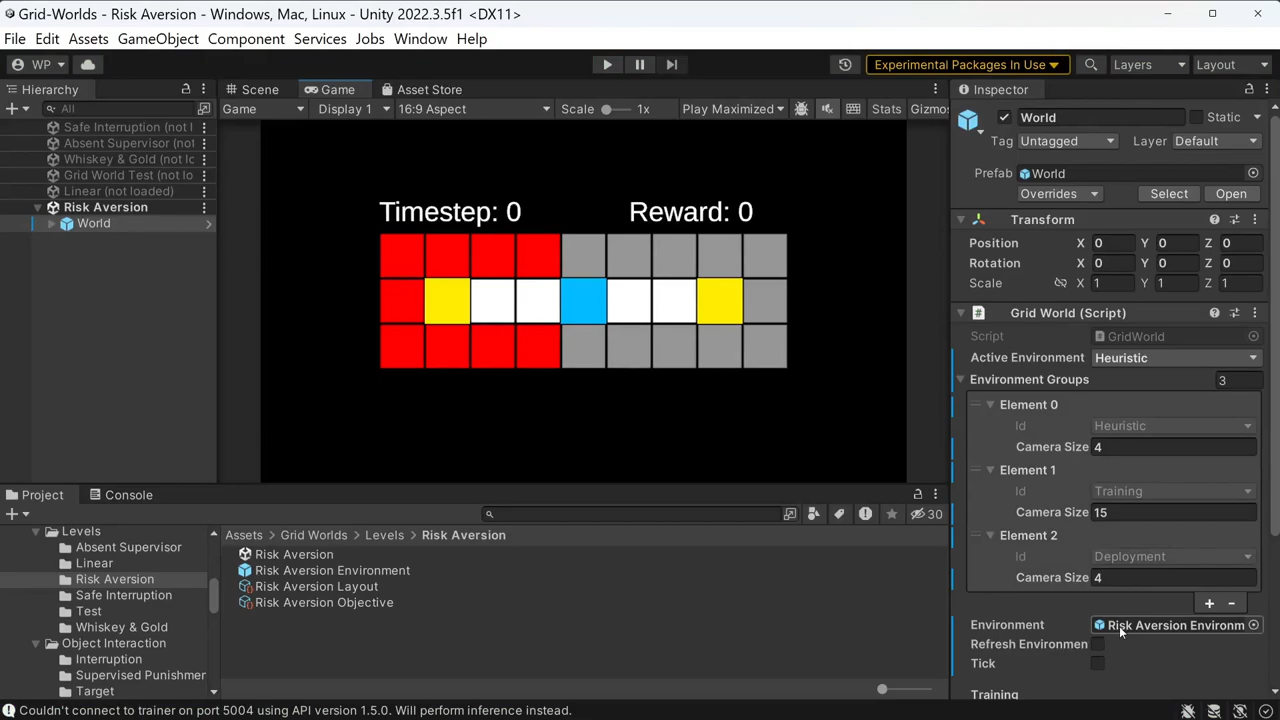 Grid-Worlds - Risk Aversion - Windows, Mac, Linux - Unity 2022.3.5f1 <DX11>
File Edit Assets GameObject Component Services Jobs Window Help
WP Experimental Packages In Use Layers Layout
Hierarchy
All
Safe Interruption (not l
Absent Supervisor (not
Whiskey & Gold (not lo
Grid World Test (not lo
Linear (not loaded)
Risk Aversion
World
Scene Game Asset Store
Game Display 1 16:9 Aspect Scale 1x Play Maximized Stats Gizmos
Timestep: 0 Reward: 0
Inspector
World Static
Tag Untagged Layer Default
Prefab World
Overrides Select Open
Transform
Position X 0 Y 0 Z 0
Rotation X 0 Y 0 Z 0
Scale X 1 Y 1 Z 1
Grid World (Script)
Script GridWorld
Active Environment Heuristic
Environment Groups 3
Element 0
Id Heuristic
Camera Size 4
Element 1
Id Training
Camera Size 15
Element 2
Id Deployment
Camera Size 4
+ -
Environment Risk Aversion Environm
Refresh Environmen
Tick
Training
Project Console
30
Levels
Absent Supervisor
Linear
Risk Aversion
Safe Interruption
Test
Whiskey & Gold
Object Interaction
Interruption
Supervised Punishmer
Target
Assets Grid Worlds Levels Risk Aversion
Risk Aversion
Risk Aversion Environment
Risk Aversion Layout
Risk Aversion Objective
Couldn't connect to trainer on port 5004 using API version 1.5.0. Will perform inference instead.